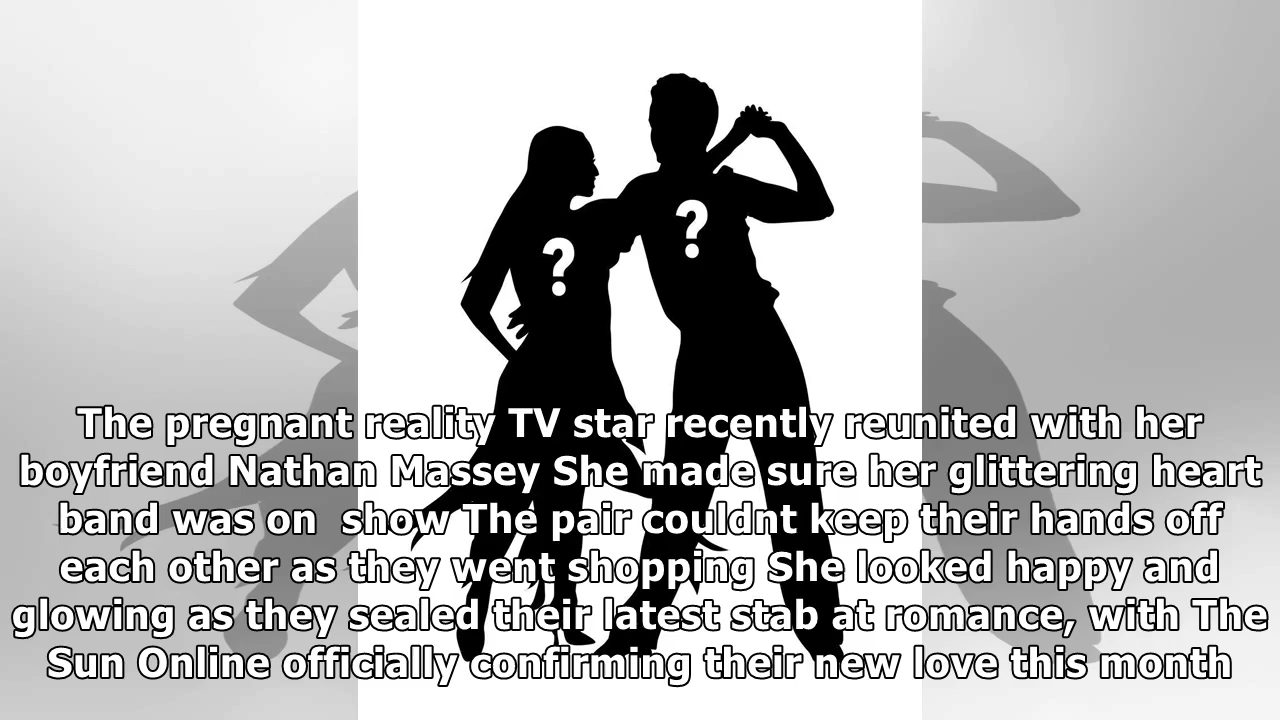 ? ?
The pregnant reality TV star recently reunited with her
boyfriend Nathan Massey She made sure her glittering heart
band was on  show The pair couldnt keep their hands off
each other as they went shopping She looked happy and
glowing as they sealed their latest stab at romance, with The
Sun Online officially confirming their new love this month